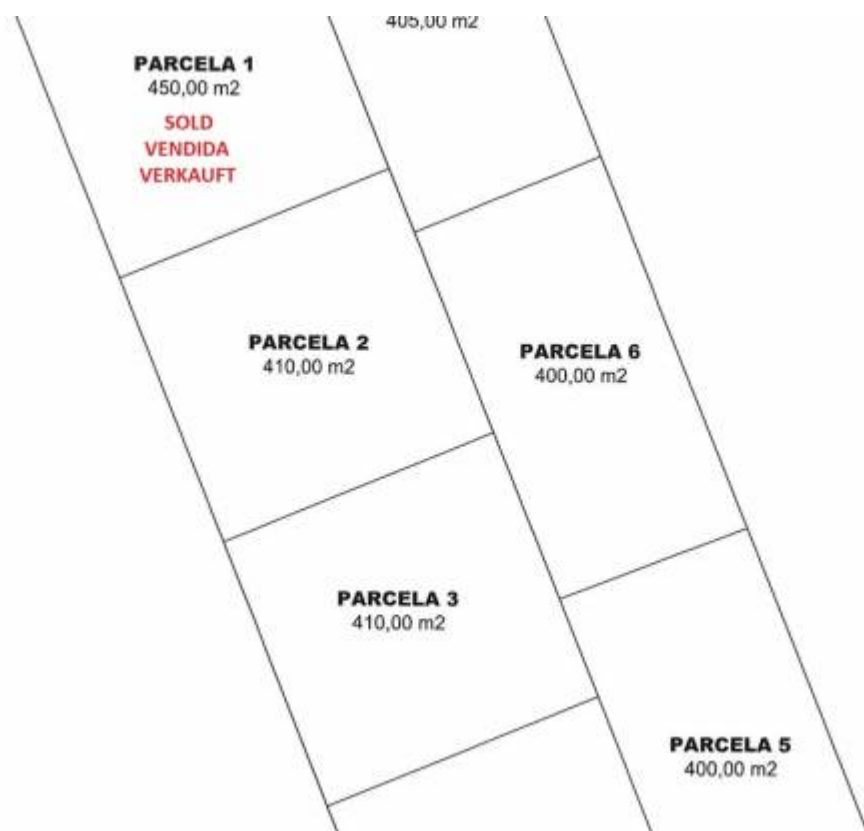 405,00 m2
PARCELA 1
450,00 m2
SOLD
VENDIDA
VERKAUFT
PARCELA 2
410,00 m2
PARCELA 6
400,00 m2
PARCELA 3
410,00 m2
PARCELA 5
400,00 m2